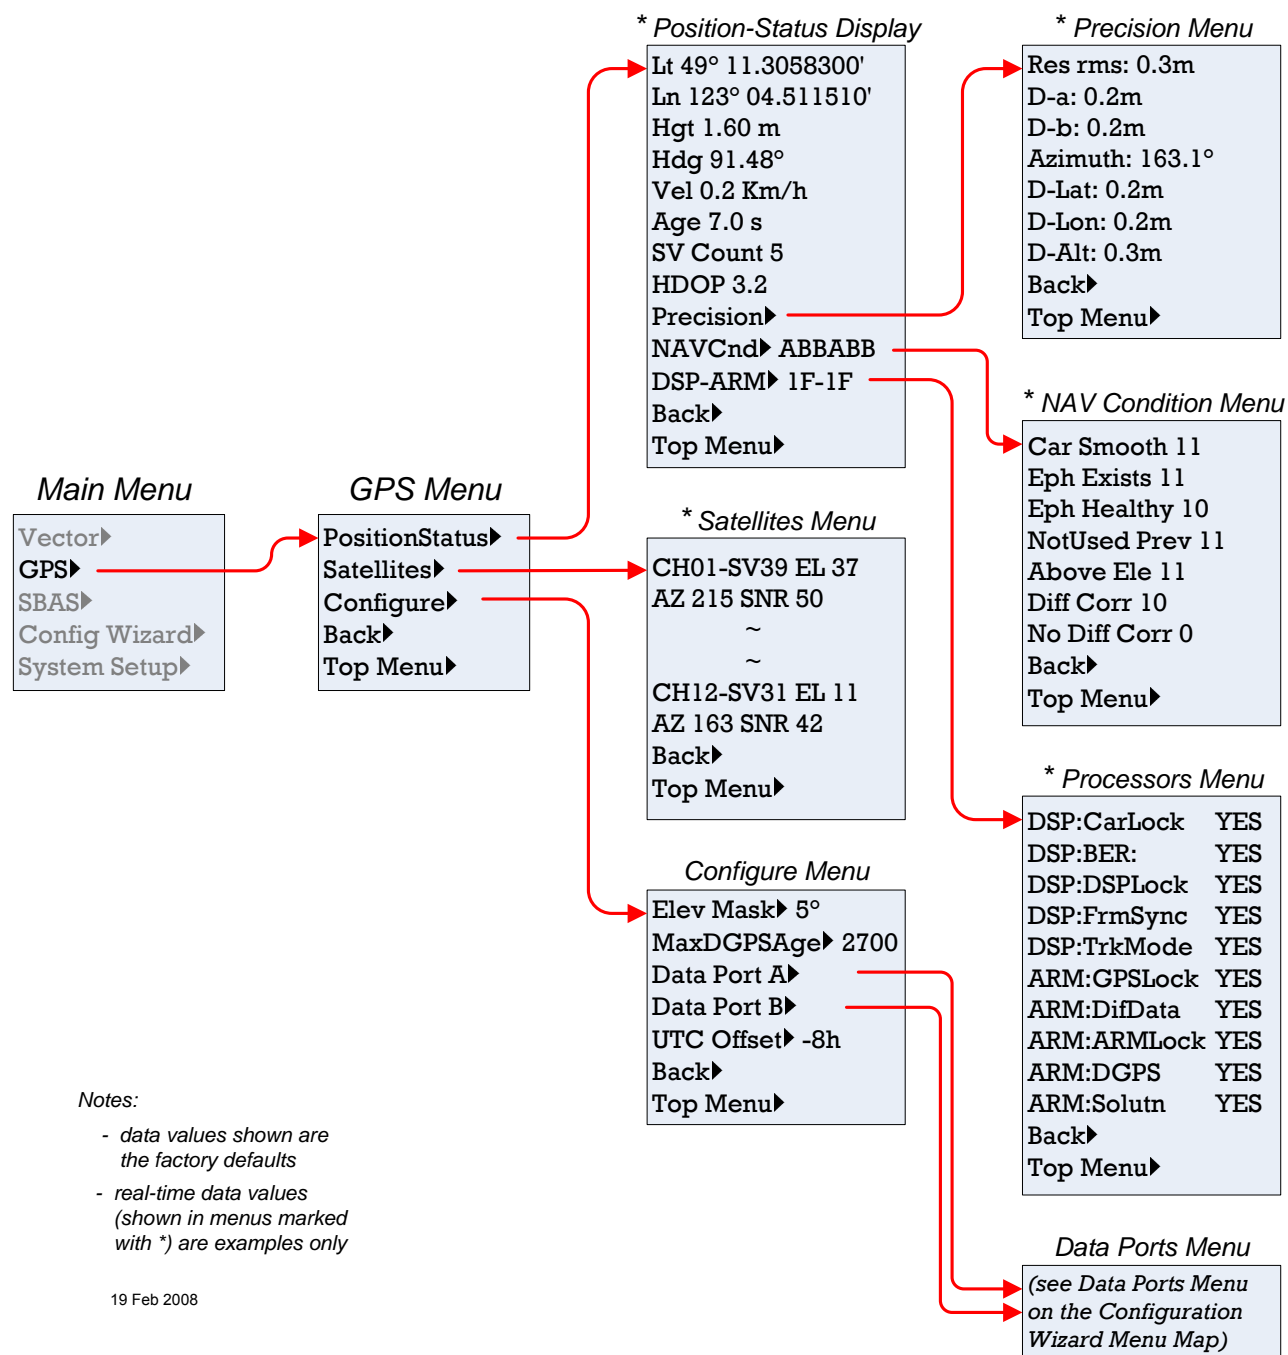 Main Menu
Vector
GPS
SBAS
Config Wizard
System Setup
GPS Menu
PositionStatus
Satellites
Configure
Back
Top Menu
* Position-Status Display
Lt 49° 11.3058300'
Ln 123° 04.511510'
Hgt 1.60 m
Hdg 91.48°
Vel 0.2 Km/h
Age 7.0 s
SV Count 5
HDOP 3.2
Precision
NAVCnd ABBABB
DSP-ARM 1F-1F
Back
Top Menu
* Satellites Menu
CH01-SV39 EL 37
AZ 215 SNR 50
~
~
CH12-SV31 EL 11
AZ 163 SNR 42
Back
Top Menu
Configure Menu
Elev Mask 5°
MaxDGPSAge 2700
Data Port A
Data Port B
UTC Offset -8h
Back
Top Menu
* Precision Menu
Res rms: 0.3m
D-a: 0.2m
D-b: 0.2m
Azimuth: 163.1°
D-Lat: 0.2m
D-Lon: 0.2m
D-Alt: 0.3m
Back
Top Menu
* NAV Condition Menu
Car Smooth 11
Eph Exists 11
Eph Healthy 10
NotUsed Prev 11
Above Ele 11
Diff Corr 10
No Diff Corr 0
Back
Top Menu
* Processors Menu
DSP:CarLock YES
DSP:BER: YES
DSP:DSPLock YES
DSP:FrmSync YES
DSP:TrkMode YES
ARM:GPSLock YES
ARM:DifData YES
ARM:ARMLock YES
ARM:DGPS YES
ARM:Solutn YES
Back
Top Menu
Data Ports Menu
(see Data Ports Menu
on the Configuration
Wizard Menu Map)
Notes:
- data values shown are
the factory defaults
- real-time data values
(shown in menus marked
with *) are examples only
19 Feb 2008